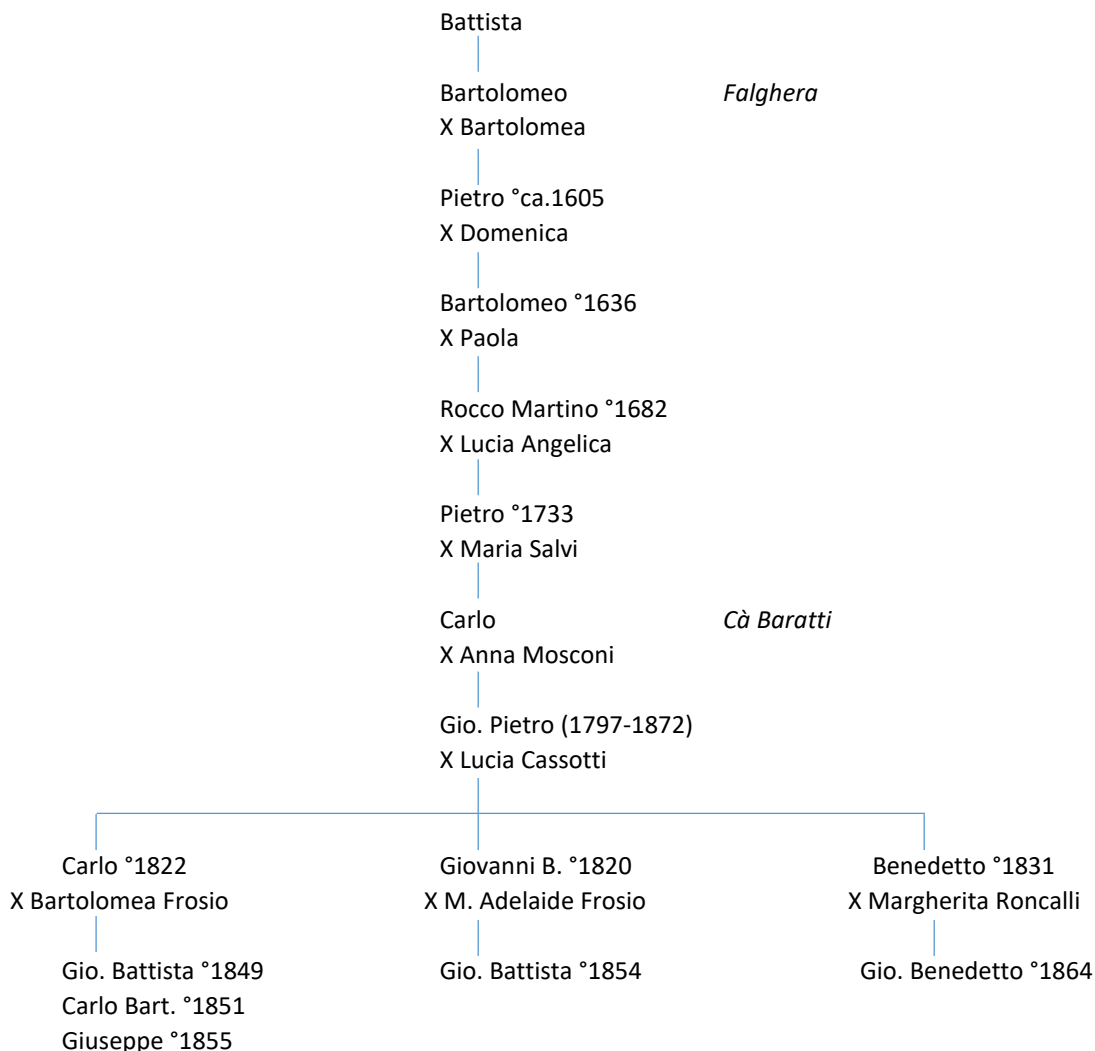 Battista
Bartolomeo Falghera
X Bartolomea
Pietro °ca.1605
X Domenica
Bartolomeo °1636
X Paola
Rocco Martino °1682
X Lucia Angelica
Pietro °1733
X Maria Salvi
Carlo Cà Baratti
X Anna Mosconi
Gio. Pietro (1797-1872)
X Lucia Cassotti
Carlo °1822 Giovanni B. °1820 Benedetto °1831
X Bartolomea Frosio X M. Adelaide Frosio X Margherita Roncalli
Gio. Battista °1849 Gio. Battista °1854 Gio. Benedetto °1864
Carlo Bart. °1851
Giuseppe °1855